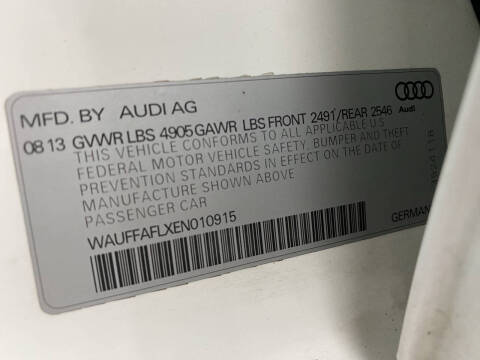 MFD. BY AUDI AG
Audi
08 13 GVWR LBS 4905 GAWR LBS FRONT 2491/REAR 2546
THIS VEHICLE CONFORMS TO ALL APPLICABLE U.S
FEDERAL MOTOR VEHICLE SAFETY, BUMPER AND THEFT
PREVENTION STANDARDS IN EFFECT ON THE DATE OF
MANUFACTURE SHOWN ABOVE
PASSENGER CAR
WAUFFAFLXEN010915
GERMAN